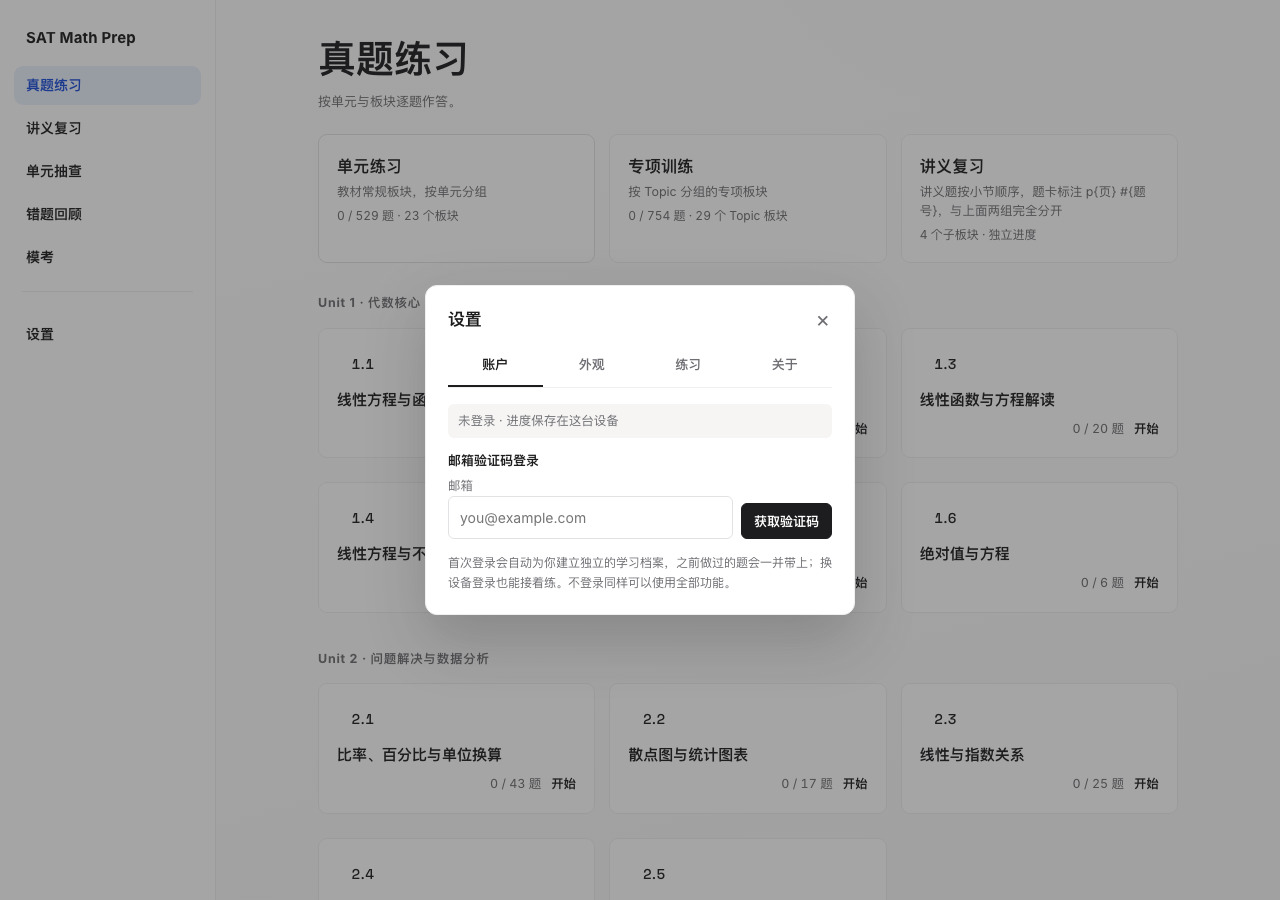 SAT Math Prep
真题练习
讲义复习
单元抽查
错题回顾
模考
设置
真题练习
按单元与板块逐题作答。
单元练习
教材常规板块，按单元分组
0 / 529 题 · 23 个板块
专项训练
按 Topic 分组的专项板块
0 / 754 题 · 29 个 Topic 板块
讲义复习
讲义题按小节顺序，题卡标注 p{页} #{题
号}，与上面两组完全分开
4 个子板块 · 独立进度
Unit 1 · 代数核心
1.1
线性方程与函
始
1.3
线性函数与方程解读
0 / 20 题 开始
1.4
线性方程与不
始
1.6
绝对值与方程
0 / 6 题 开始
设置
×
账户 外观 练习 关于
未登录 · 进度保存在这台设备
邮箱验证码登录
邮箱
you@example.com
获取验证码
首次登录会自动为你建立独立的学习档案，之前做过的题会一并带上；换
设备登录也能接着练。不登录同样可以使用全部功能。
Unit 2 · 问题解决与数据分析
2.1
比率、百分比与单位换算
0 / 43 题 开始
2.2
散点图与统计图表
0 / 17 题 开始
2.3
线性与指数关系
0 / 25 题 开始
2.4
2.5